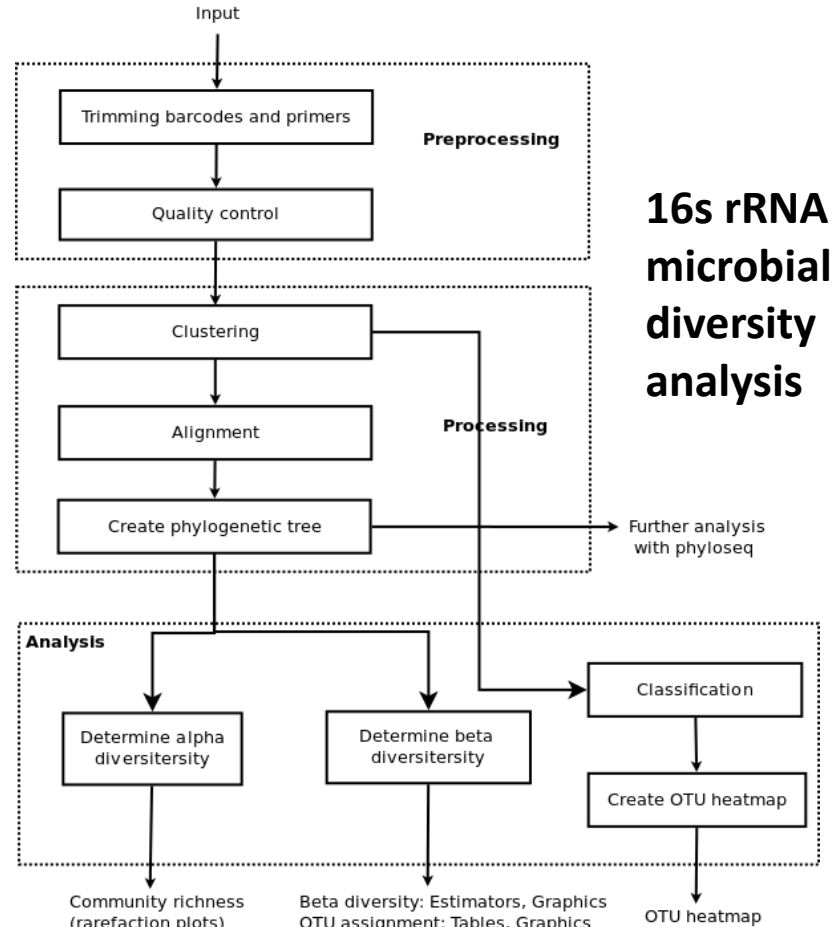 Input
Trimming barcodes and primers
Preprocessing
Quality control
16s rRNA
microbial
diversity
analysis
Clustering
Alignment
Processing
Create phylogenetic tree
Further analysis
with phyloseq
Analysis
Determine alpha
diversitersity
Determine beta
diversitersity
Classification
Create OTU heatmap
Community richness
(rarefaction plots)
Beta diversity: Estimators, Graphics
OTU assignment: Tables, Graphics
OTU heatmap